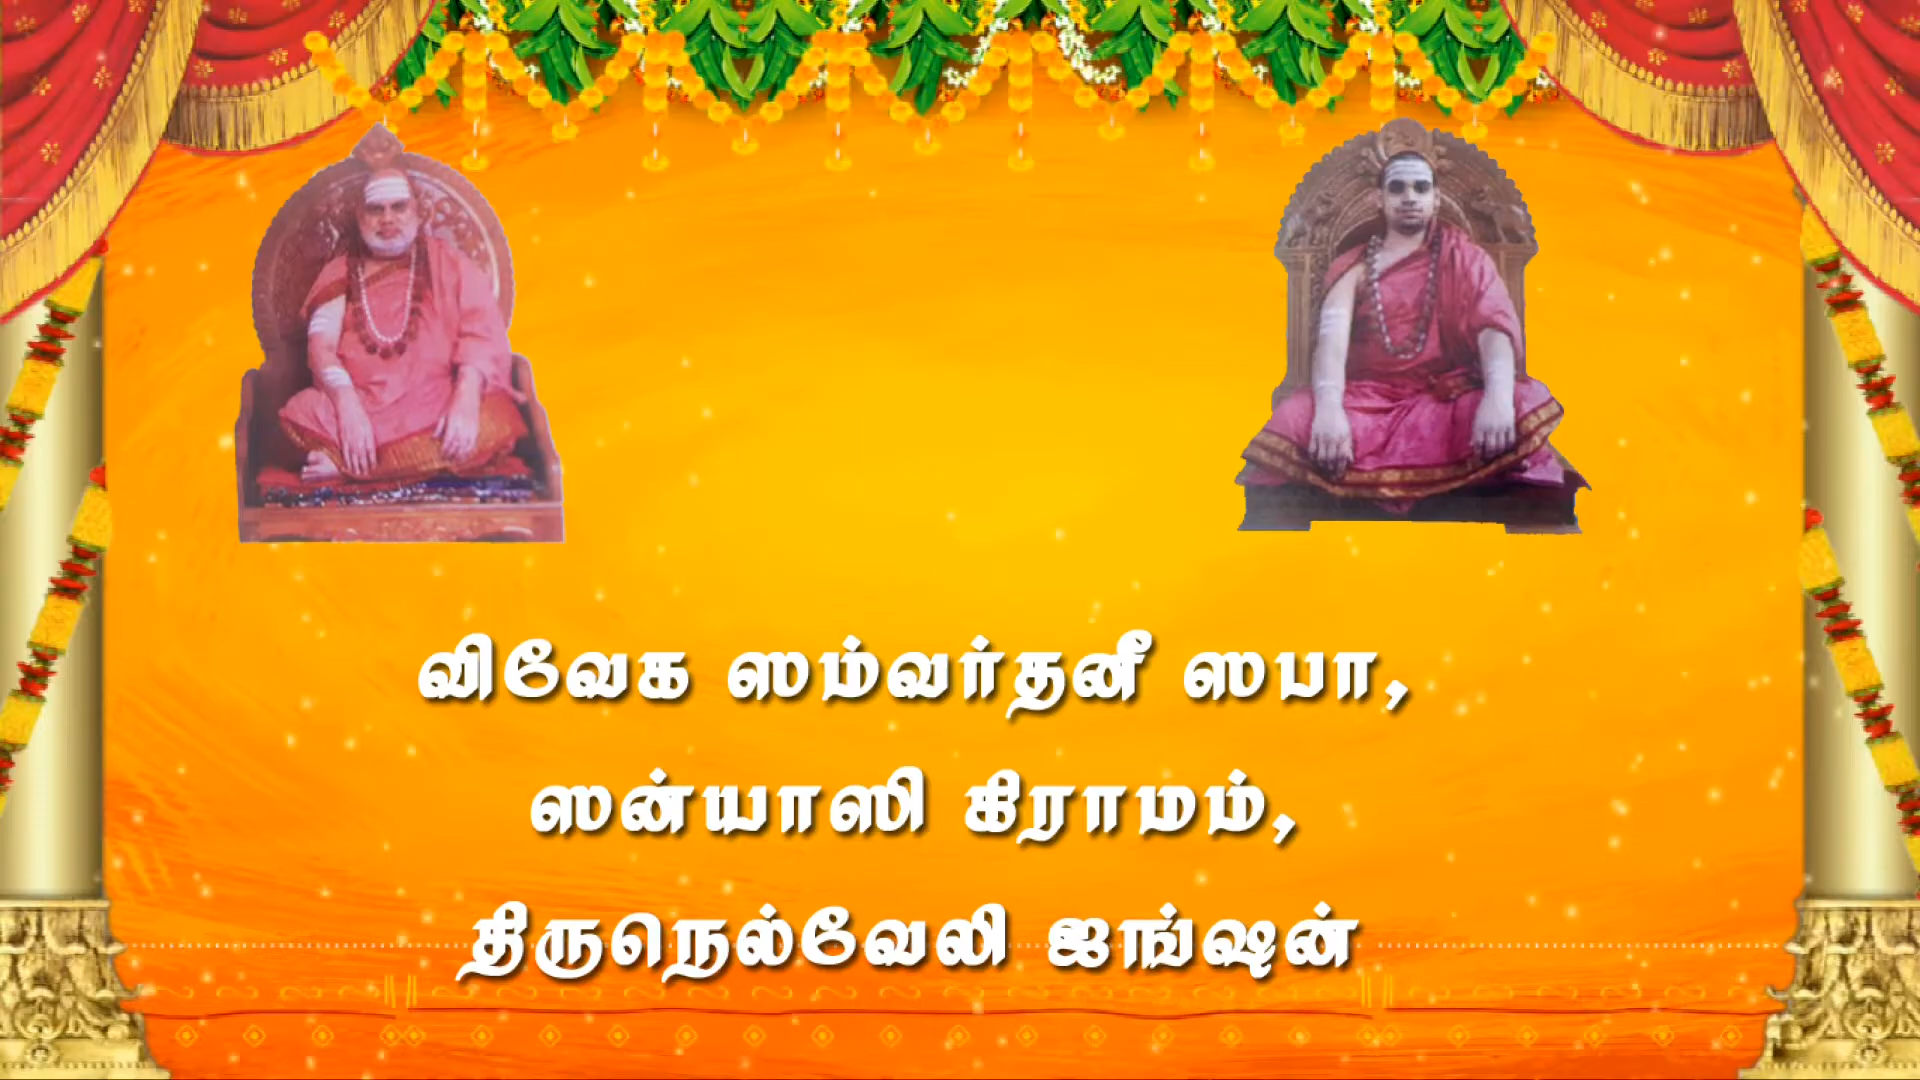 விவேக ஸம்வர்தனீ ஸபா,
ஸன்யாஸி கிராமம்,
திருநெல்வேலி ஜங்ஷன்